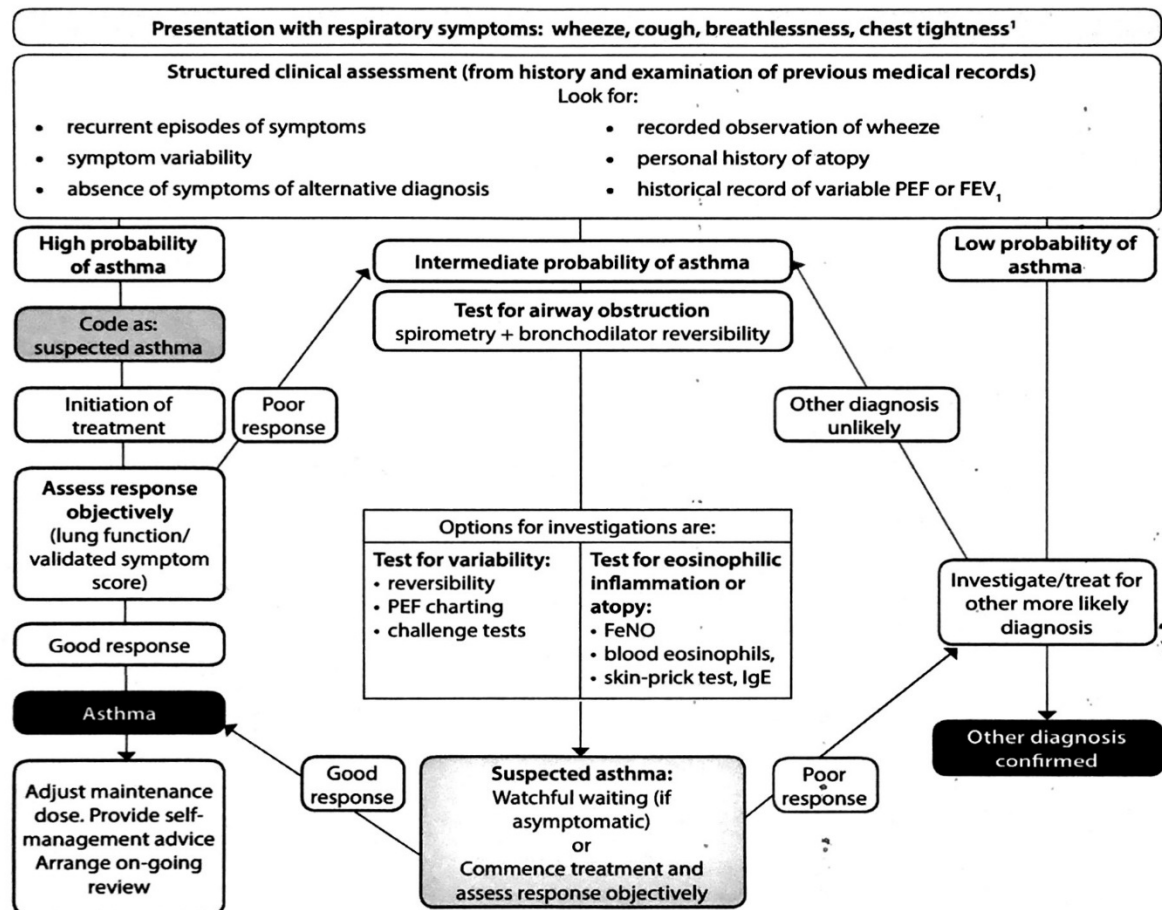 Presentation with respiratory symptoms: wheeze, cough, breathlessness, chest tightness¹
Structured clinical assessment (from history and examination of previous medical records)
Look for:
• recurrent episodes of symptoms
• symptom variability
• absence of symptoms of alternative diagnosis
• recorded observation of wheeze
• personal history of atopy
• historical record of variable PEF or FEV₁
High probability
of asthma
Code as:
suspected asthma
Initiation of
treatment
Assess response
objectively
(lung function/
validated symptom
score)
Good response
Asthma
Adjust maintenance
dose. Provide self-
management advice
Arrange on-going
review
Poor
response
Intermediate probability of asthma
Test for airway obstruction
spirometry + bronchodilator reversibility
Options for investigations are:
Test for variability:
• reversibility
• PEF charting
• challenge tests
Test for eosinophilic
inflammation or
atopy:
• FeNO
• blood eosinophils,
• skin-prick test, IgE
Good
response
Suspected asthma:
Watchful waiting (if
asymptomatic)
or
Commence treatment and
assess response objectively
Poor
response
Low probability of
asthma
Other diagnosis
unlikely
Investigate/treat for
other more likely
diagnosis
Other diagnosis
confirmed